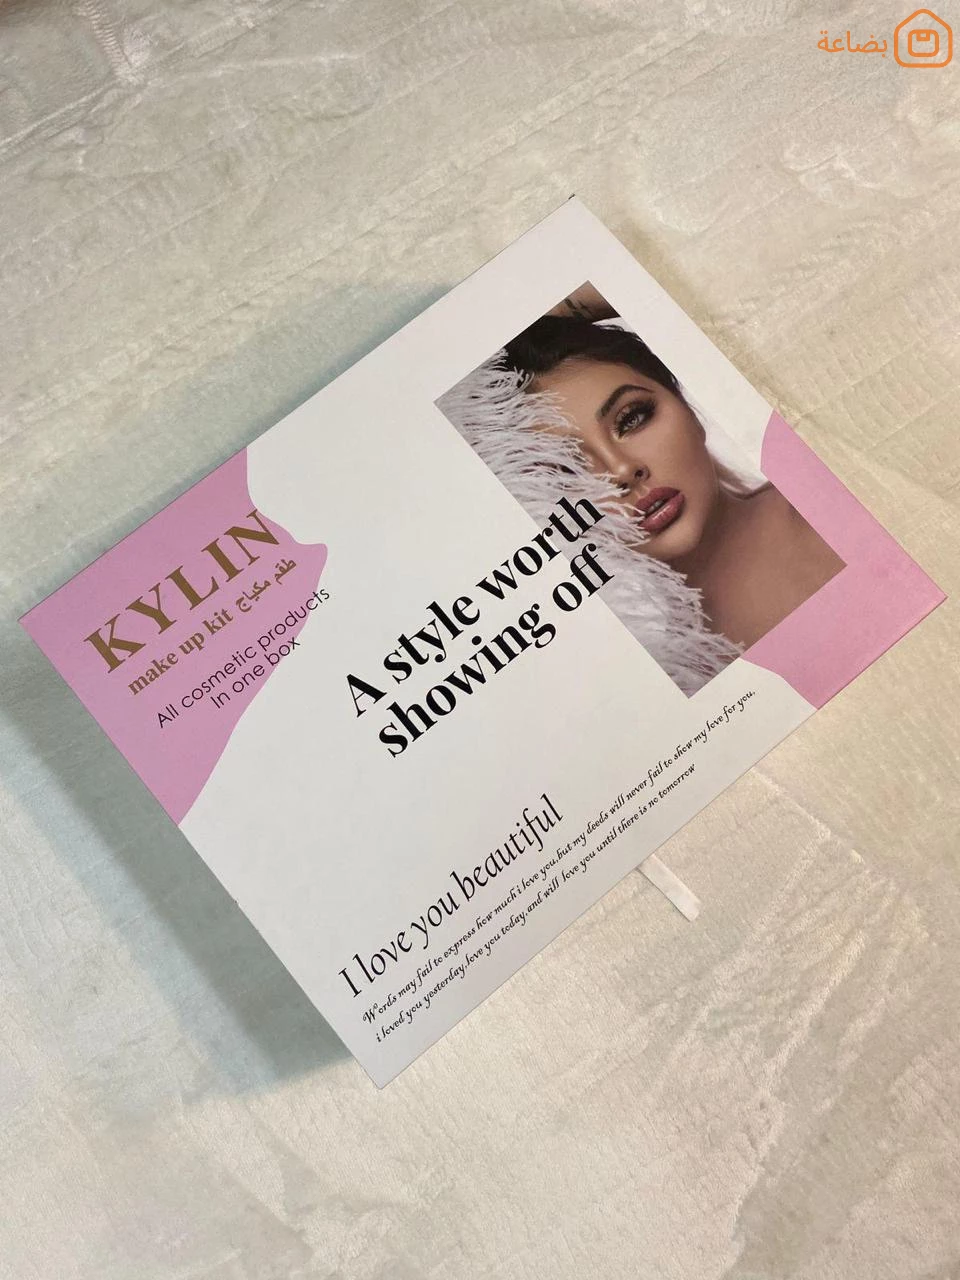 بضاعة
KYLIN
make up kit طقم مكياج
All cosmetic products
In one box
A style worth
showing off
I love you beautiful
Words may fail to express how much i love you,but my deeds will never fail to show my love for you,
i loved you yesterday,love you today,and will love you until there is no tomorrow